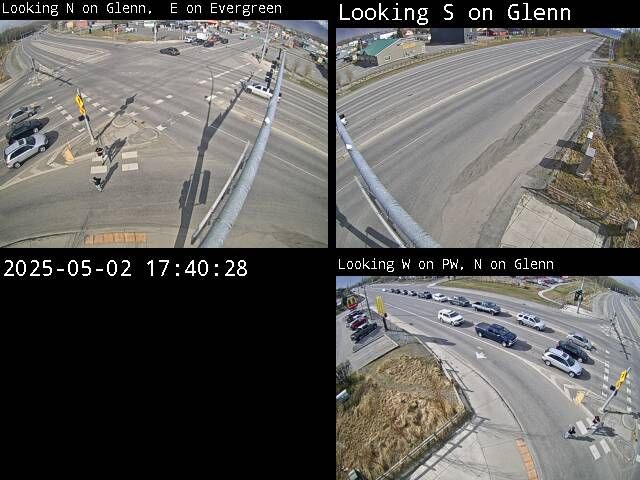 Looking N on Glenn,  E on Evergreen
Looking S on Glenn
2025-05-02 17:40:28
Looking W on PW, N on Glenn